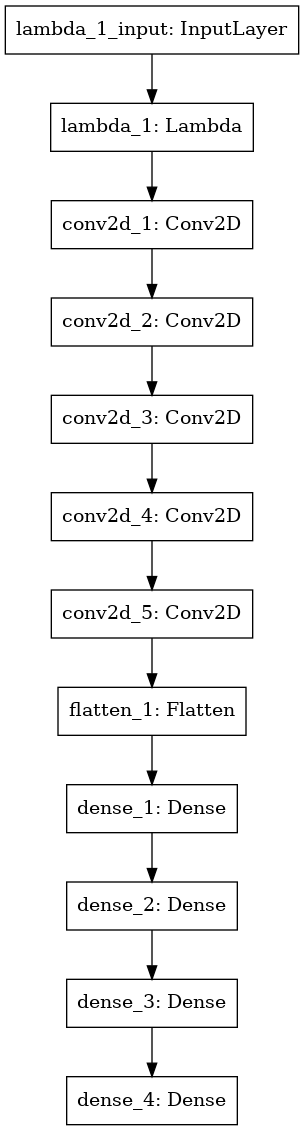 lambda_1_input: InputLayer
lambda_1: Lambda
conv2d_1: Conv2D
conv2d_2: Conv2D
conv2d_3: Conv2D
conv2d_4: Conv2D
conv2d_5: Conv2D
flatten_1: Flatten
dense_1: Dense
dense_2: Dense
dense_3: Dense
dense_4: Dense